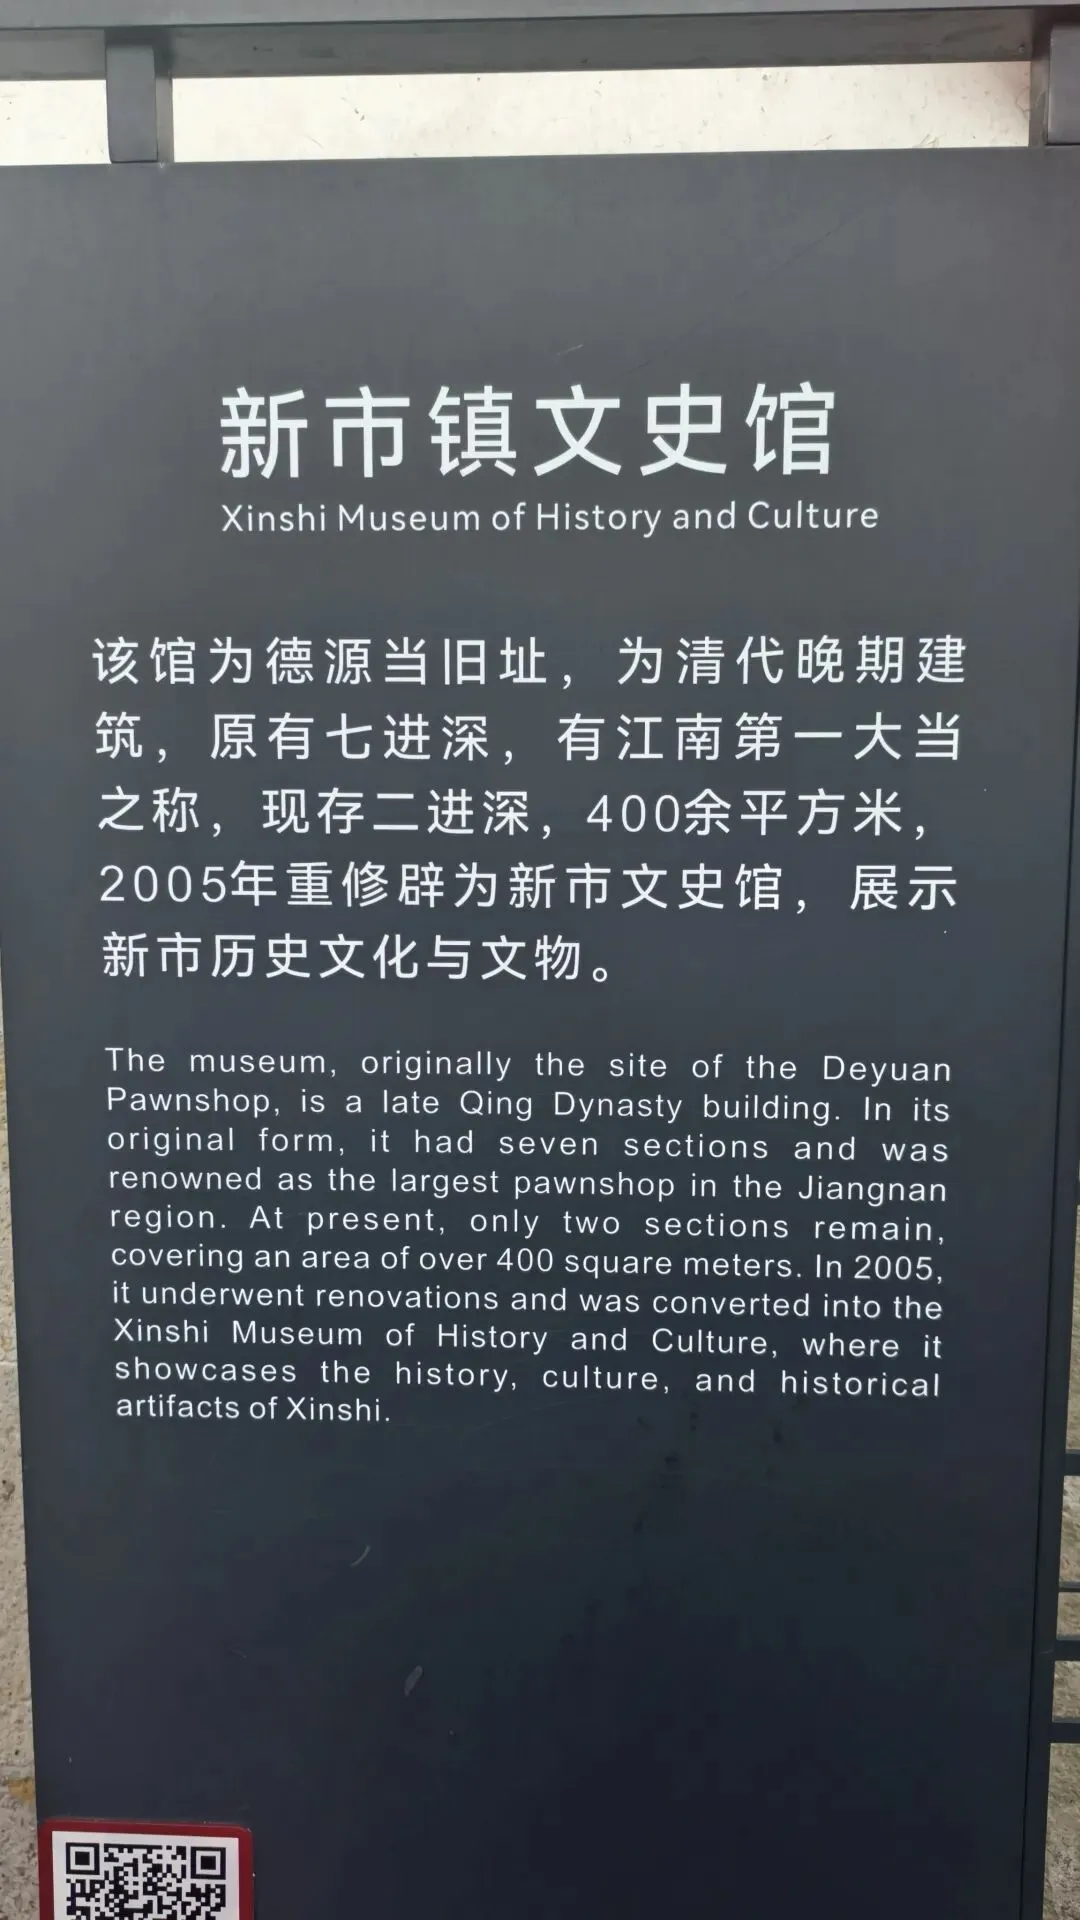 新市镇文史馆
Xinshi Museum of History and Culture
该馆为德源当旧址，为清代晚期建
筑，原有七进深，有江南第一大当
之称，现存二进深，400余平方米，
2005年重修辟为新市文史馆，展示
新市历史文化与文物。
The museum, originally the site of the Deyuan
Pawnshop, is a late Qing Dynasty building. In its
original form, it had seven sections and was
renowned as the largest pawnshop in the Jiangnan
region. At present, only two sections remain,
covering an area of over 400 square meters. In 2005,
it underwent renovations and was converted into the
Xinshi Museum of History and Culture, where it
showcases the history, culture, and historical
artifacts of Xinshi.